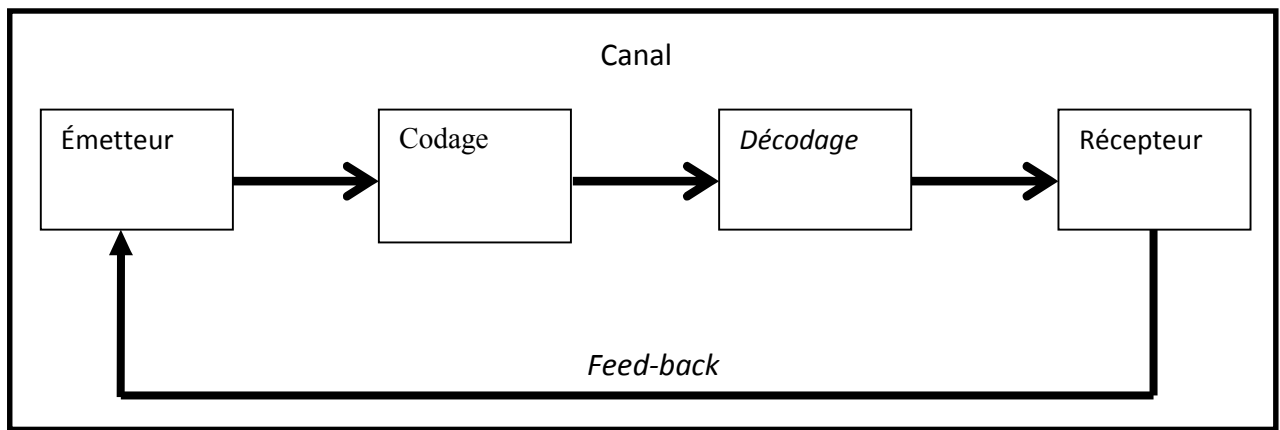 Canal
Émetteur
Codage
Décodage
Récepteur
Feed-back